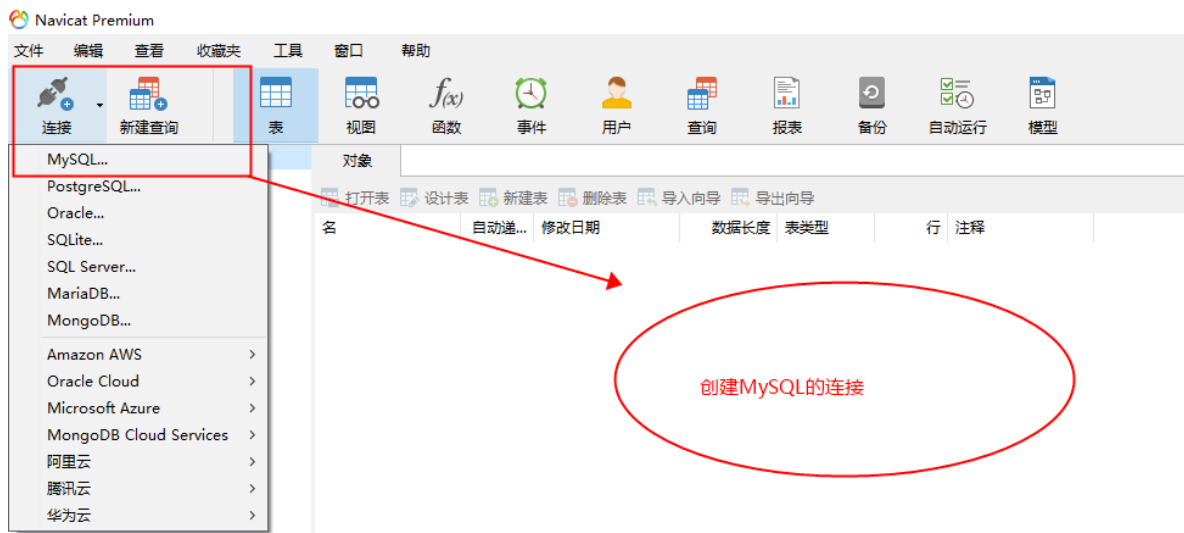 Navicat Premium
文件 编辑 查看 收藏夹 工具 窗口 帮助
f(x)
连接 新建查询 表 视图 函数 事件 用户 查询 报表 备份 自动运行 模型
MySQL...
对象
PostgreSQL...
打开表 设计表 新建表 删除表 导入向导 导出向导
Oracle...
名 自动递... 修改日期 数据长度 表类型 行 注释
SQLite...
SQL Server...
MariaDB...
MongoDB...
Amazon AWS
Oracle Cloud
创建MySQL的连接
Microsoft Azure
MongoDB Cloud Services
阿里云
腾讯云
华为云